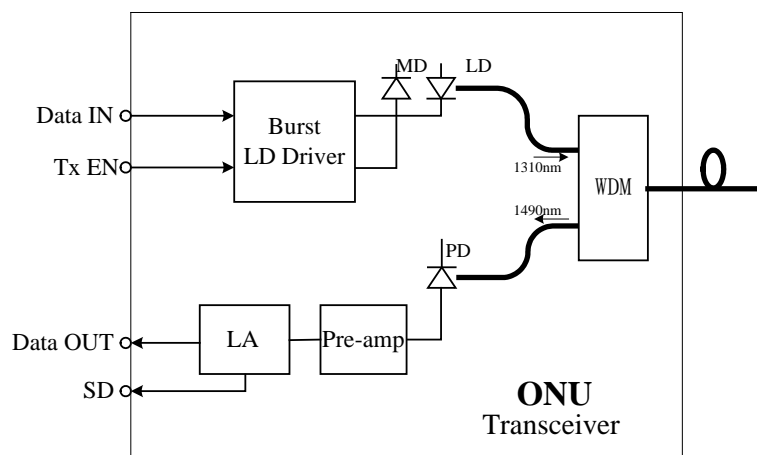 MD
LD
Data IN
Burst
LD Driver
Tx EN
1310nm
WDM
1490nm
PD
Data OUT
LA
Pre-amp
SD
ONU
Transceiver